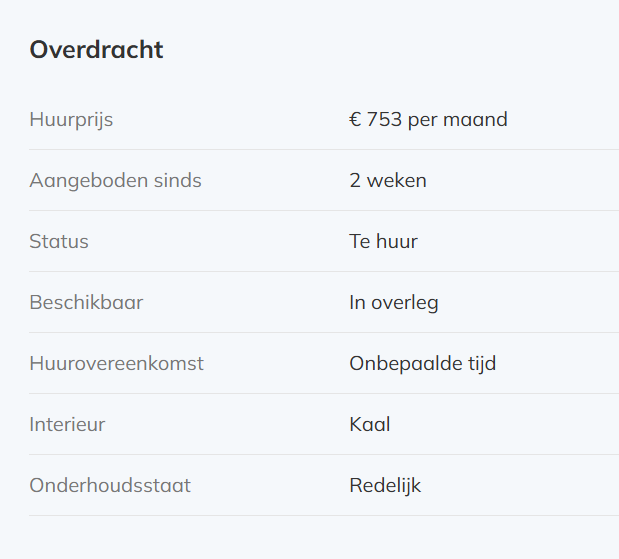 Overdracht
Huurprijs € 753 per maand
Aangeboden sinds 2 weken
Status Te huur
Beschikbaar In overleg
Huurovereenkomst Onbepaalde tijd
Interieur Kaal
Onderhoudsstaat Redelijk